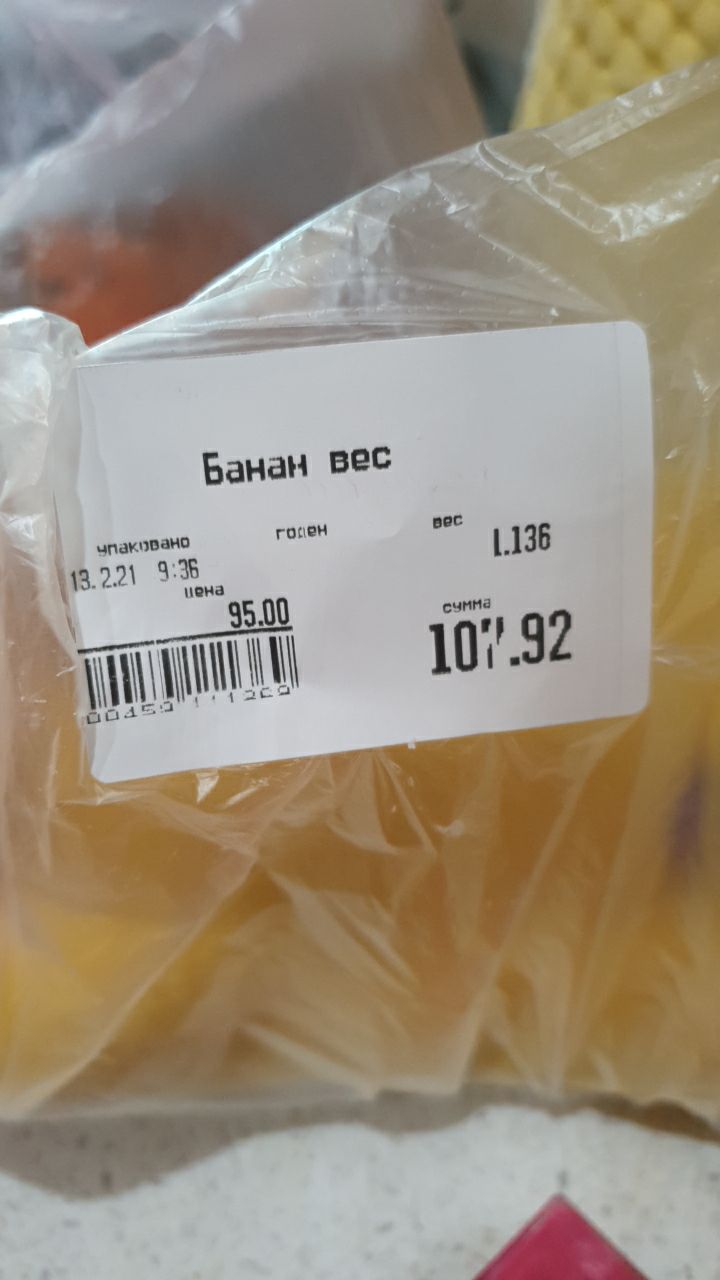 Банан вес
упаковано годен вес
13.2.21 9:36 1.136
цена сумма
95.00 107.92